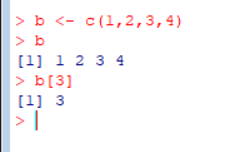 > b <- c(1,2,3,4)
> b
[1] 1 2 3 4
> b[3]
[1] 3
>